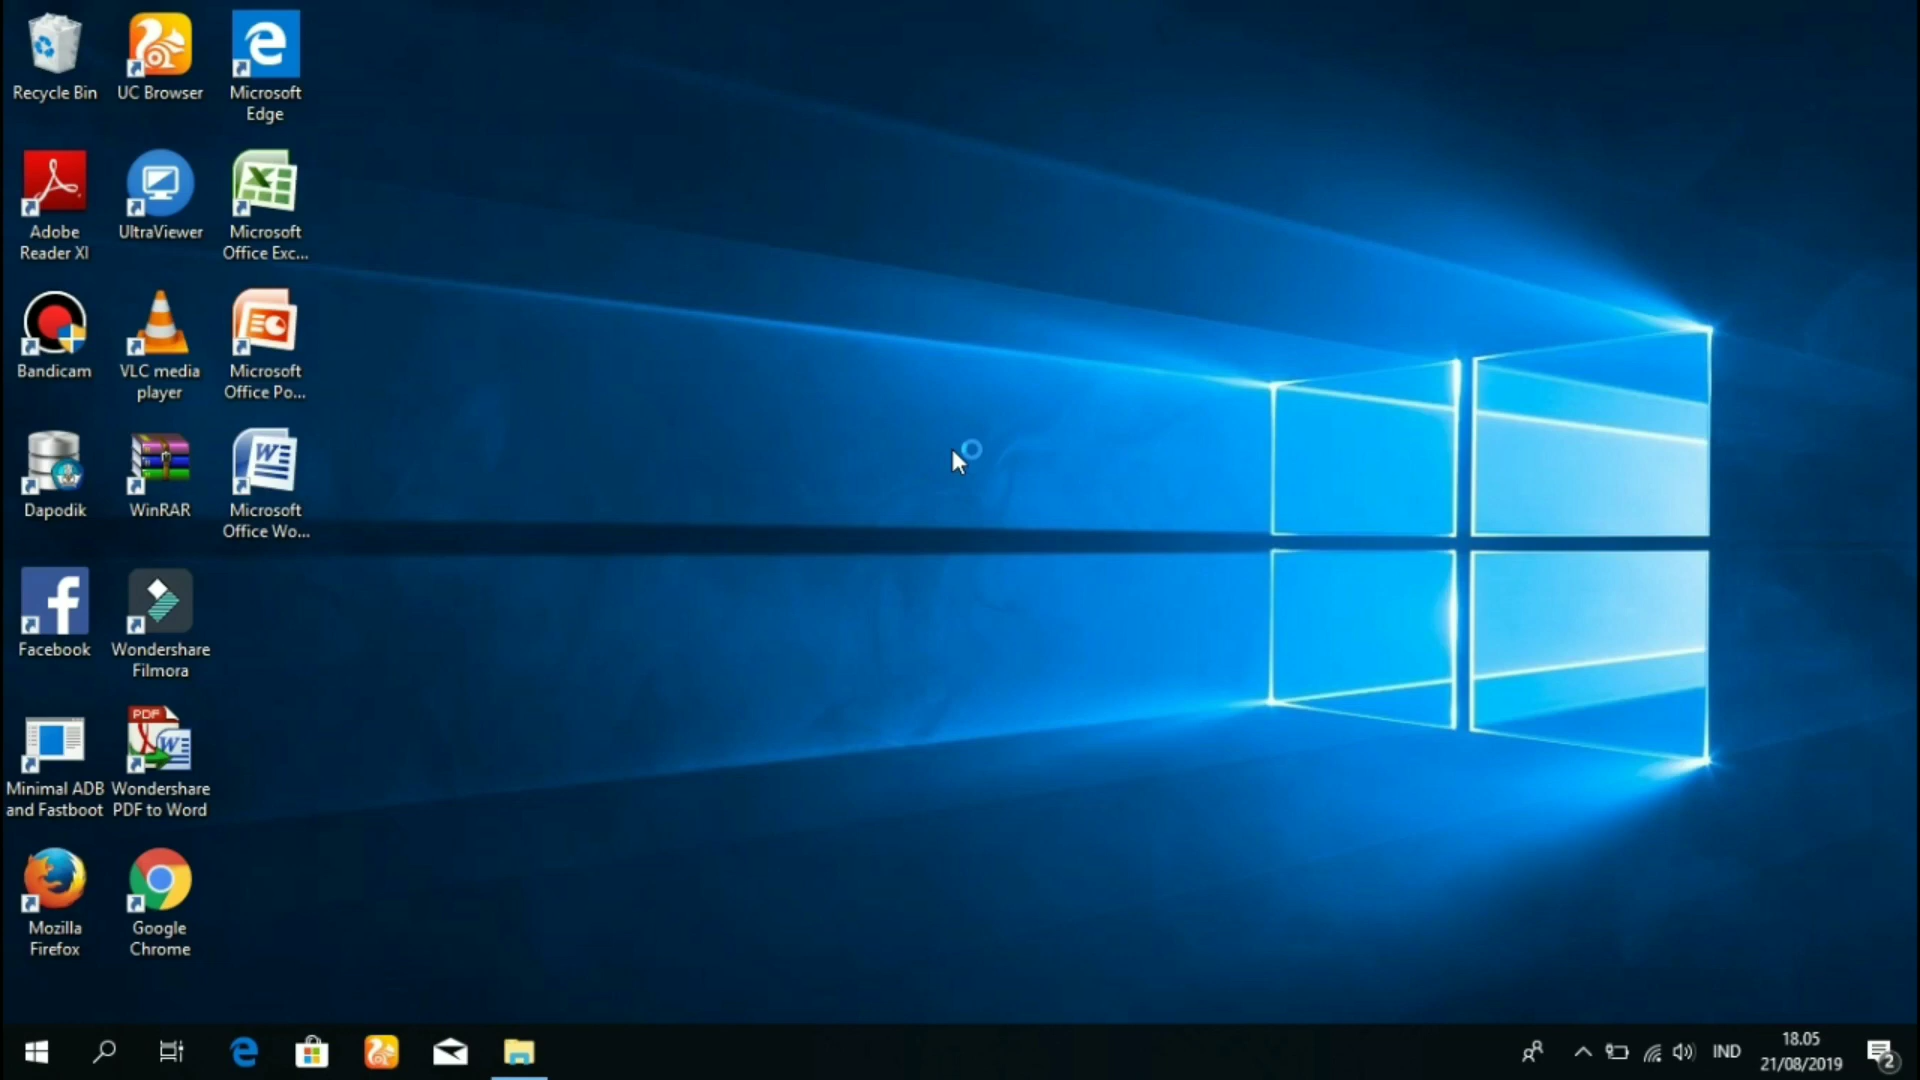 Recycle Bin
UC Browser
Microsoft
Edge
Adobe
Reader XI
UltraViewer
Microsoft
Office Exc...
Bandicam
VLC media
player
Microsoft
Office Po...
Dapodik
WinRAR
Microsoft
Office Wo...
Facebook
Wondershare
Filmora
Minimal ADB
and Fastboot
PDF
Wondershare
PDF to Word
Mozilla
Firefox
Google
Chrome
IND
18.05
21/08/2019
2